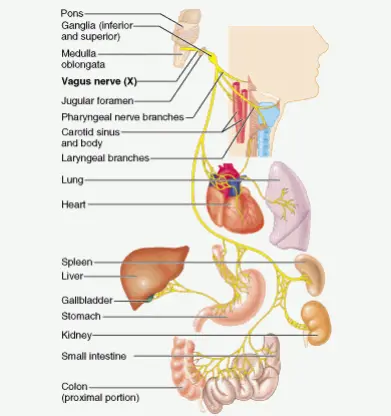 Pons
Ganglia (inferior
and superior)
Medulla
oblongata
Vagus nerve (X)
Jugular foramen
Pharyngeal nerve branches
Carotid sinus
and body
Laryngeal branches
Lung
Heart
Spleen
Liver
Gallbladder
Stomach
Kidney
Small intestine
Colon
(proximal portion)